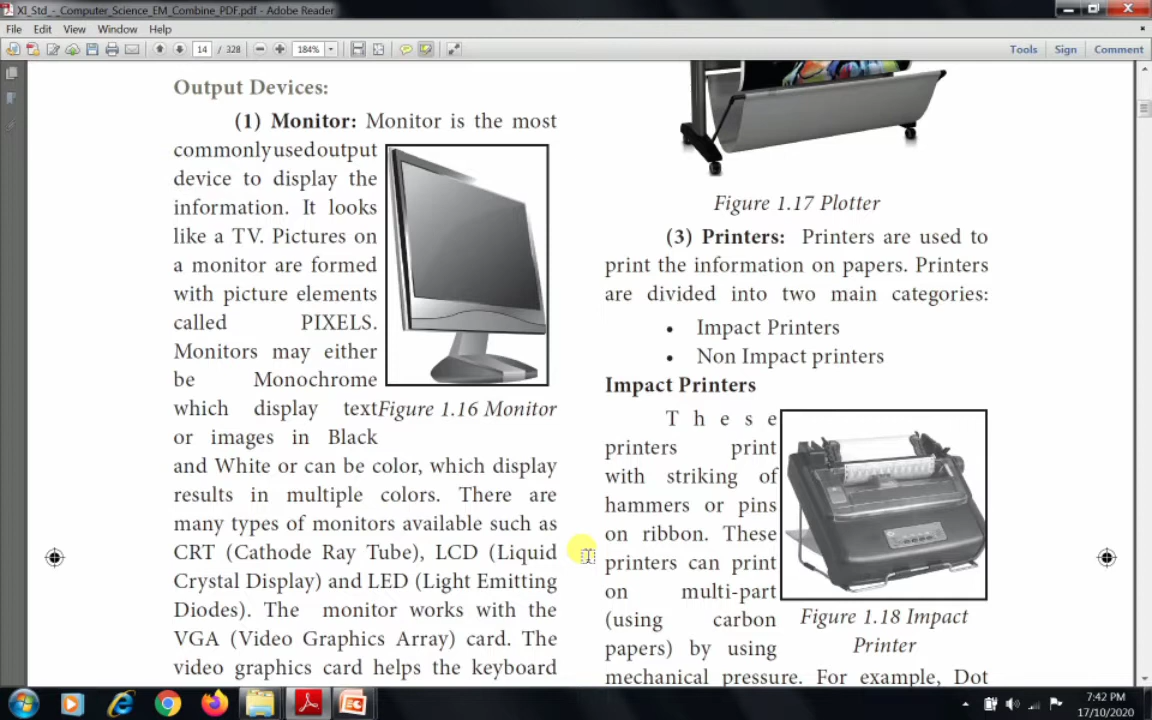 XI_Std_-_Computer_Science_EM_Combine_PDF.pdf - Adobe Reader
File Edit View Window Help
14 / 328 184% Tools Sign Comment
Output Devices:
(1) Monitor: Monitor is the most
commonly used output
device to display the
information. It looks
like a TV. Pictures on
a monitor are formed
with picture elements
called PIXELS.
Monitors may either
be Monochrome
which display text
or images in Black
and White or can be color, which display
results in multiple colors. There are
many types of monitors available such as
CRT (Cathode Ray Tube), LCD (Liquid
Crystal Display) and LED (Light Emitting
Diodes). The monitor works with the
VGA (Video Graphics Array) card. The
video graphics card helps the keyboard
Figure 1.16 Monitor
Figure 1.17 Plotter
(3) Printers: Printers are used to
print the information on papers. Printers
are divided into two main categories:
• Impact Printers
• Non Impact printers
Impact Printers
These
printers print
with striking of
hammers or pins
on ribbon. These
printers can print
on multi-part
(using carbon
papers) by using
mechanical pressure. For example, Dot
Figure 1.18 Impact
Printer
7:42 PM
17/10/2020